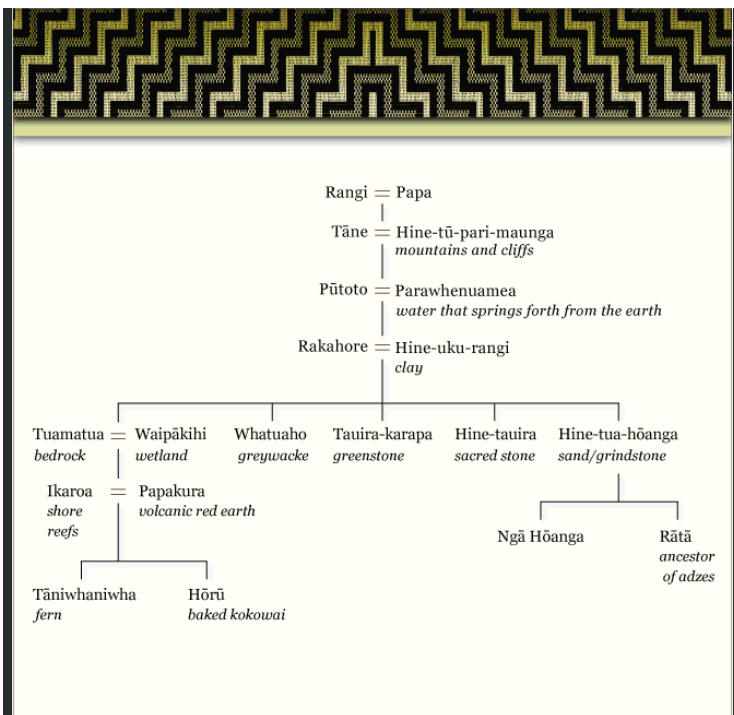 Rangi = Papa
Tāne = Hine-tū-pari-maunga
mountains and cliffs
Pūtoto = Parawhenuamea
water that springs forth from the earth
Rakahore = Hine-uku-rangi
clay
Tuamatua = Waipākihi Whatuaho Tauira-karapa Hine-tauira Hine-tua-hōanga
bedrock wetland greywacke greenstone sacred stone sand/grindstone
Ikaroa = Papakura
shore volcanic red earth
reefs
Ngā Hōanga Rātā
ancestor
of adzes
Tāniwhaniwha Hōrū
fern baked kokowai